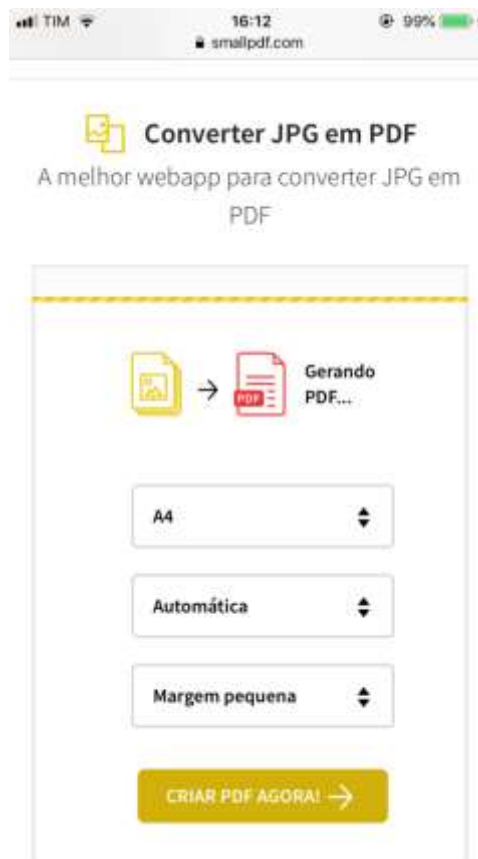 TIM 16:12 99%
smallpdf.com
Converter JPG em PDF
A melhor webapp para converter JPG em
PDF
PDF
Gerando
PDF...
A4
Automática
Margem pequena
CRIAR PDF AGORA!